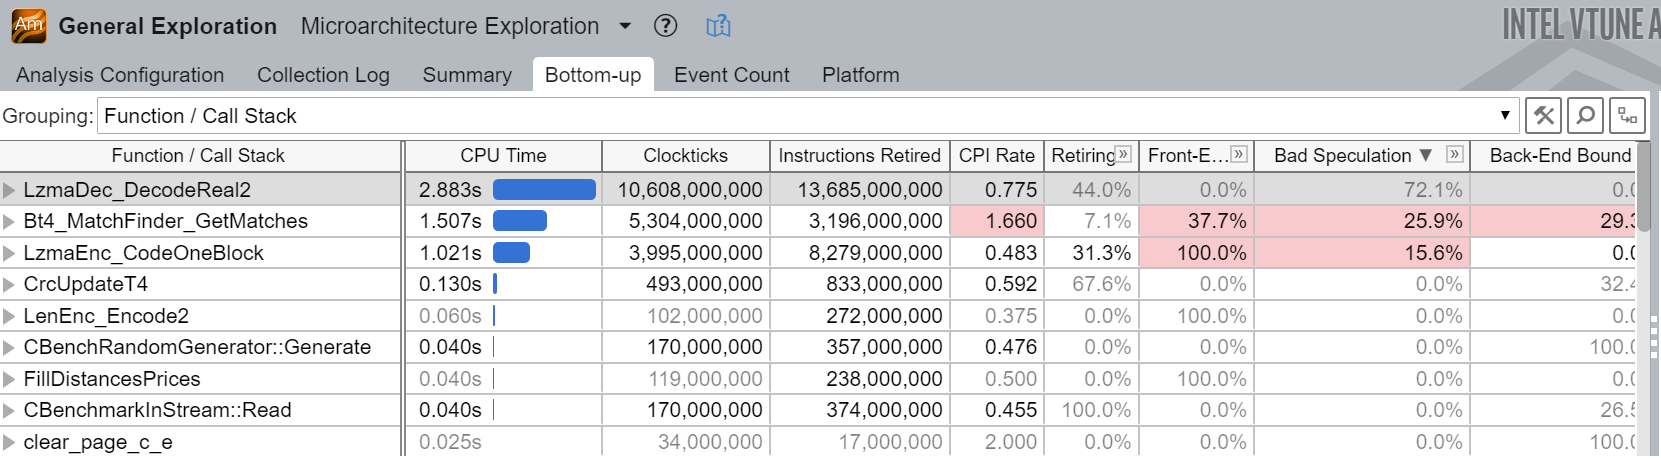 Am General Exploration Microarchitecture Exploration ? ? INTEL VTUNE A
Analysis Configuration Collection Log Summary Bottom-up Event Count Platform
Grouping: Function / Call Stack
Function / Call Stack CPU Time Clockticks Instructions Retired CPI Rate Retiring » Front-E... » Bad Speculation ▼ » Back-End Bound
LzmaDec_DecodeReal2 2.883s 10,608,000,000 13,685,000,000 0.775 44.0% 0.0% 72.1% 0.0
Bt4_MatchFinder_GetMatches 1.507s 5,304,000,000 3,196,000,000 1.660 7.1% 37.7% 25.9% 29.3
LzmaEnc_CodeOneBlock 1.021s 3,995,000,000 8,279,000,000 0.483 31.3% 100.0% 15.6% 0.0
CrcUpdateT4 0.130s 493,000,000 833,000,000 0.592 67.6% 0.0% 0.0% 32.4
LenEnc_Encode2 0.060s 102,000,000 272,000,000 0.375 0.0% 100.0% 0.0% 0.0
CBenchRandomGenerator::Generate 0.040s 170,000,000 357,000,000 0.476 0.0% 0.0% 0.0% 100.0
FillDistancesPrices 0.040s 119,000,000 238,000,000 0.500 0.0% 100.0% 0.0% 0.0
CBenchmarkInStream::Read 0.040s 170,000,000 374,000,000 0.455 100.0% 0.0% 0.0% 26.5
clear_page_c_e 0.025s 34,000,000 17,000,000 2.000 0.0% 0.0% 0.0% 100.0